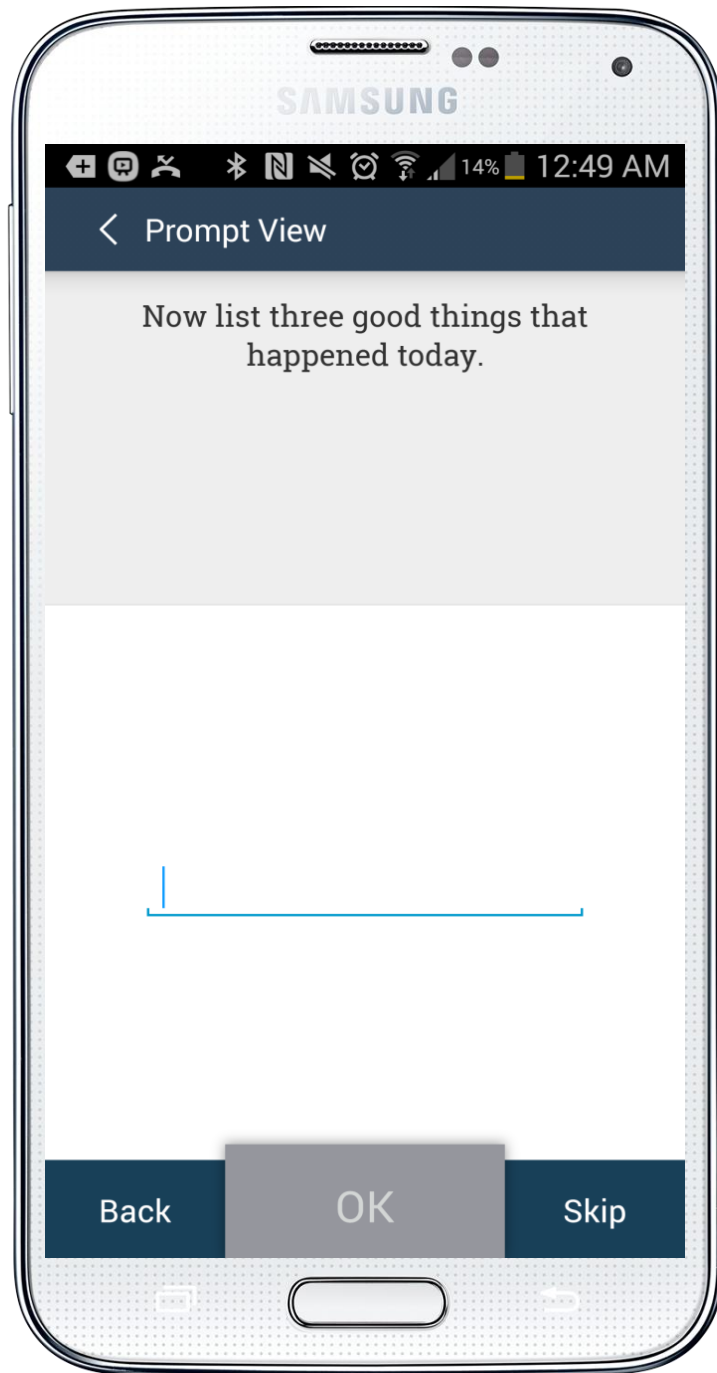 SAMSUNG
14% 12:49 AM
Prompt View
Now list three good things that
happened today.
Back OK Skip